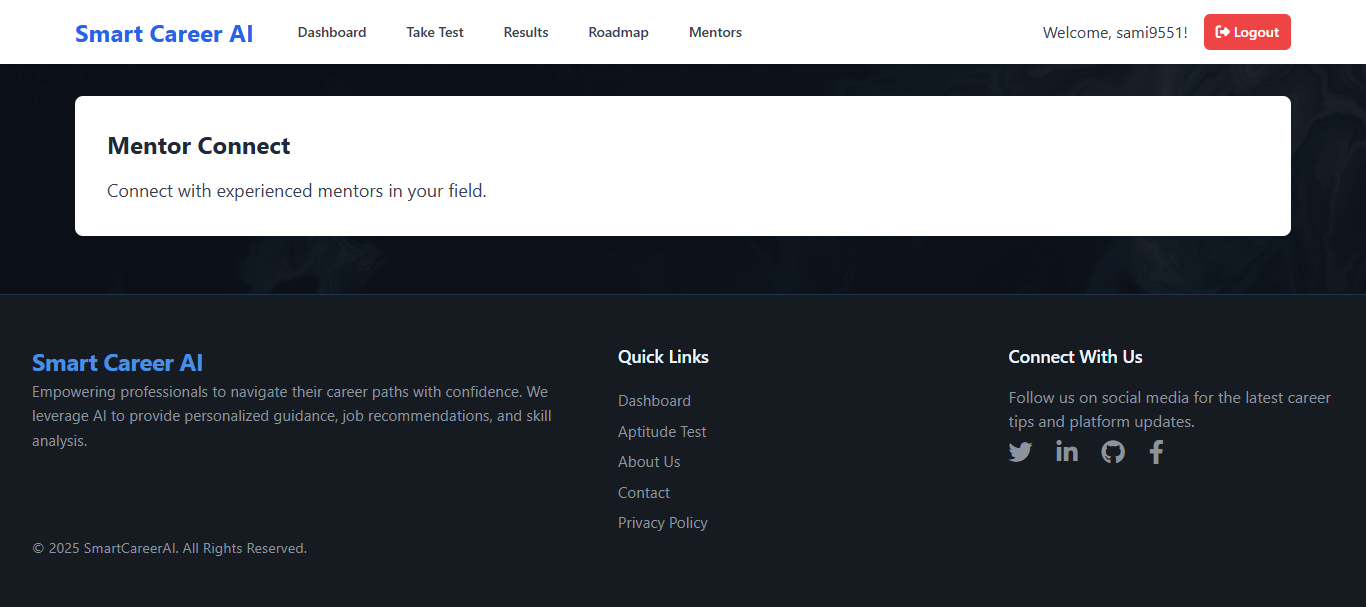 Smart Career AI
Dashboard
Take Test
Results
Roadmap
Mentors
Welcome, sami9551!
Logout
Mentor Connect
Connect with experienced mentors in your field.
Smart Career AI
Empowering professionals to navigate their career paths with confidence. We
leverage AI to provide personalized guidance, job recommendations, and skill
analysis.
© 2025 SmartCareerAI. All Rights Reserved.
Quick Links
Dashboard
Aptitude Test
About Us
Contact
Privacy Policy
Connect With Us
Follow us on social media for the latest career
tips and platform updates.